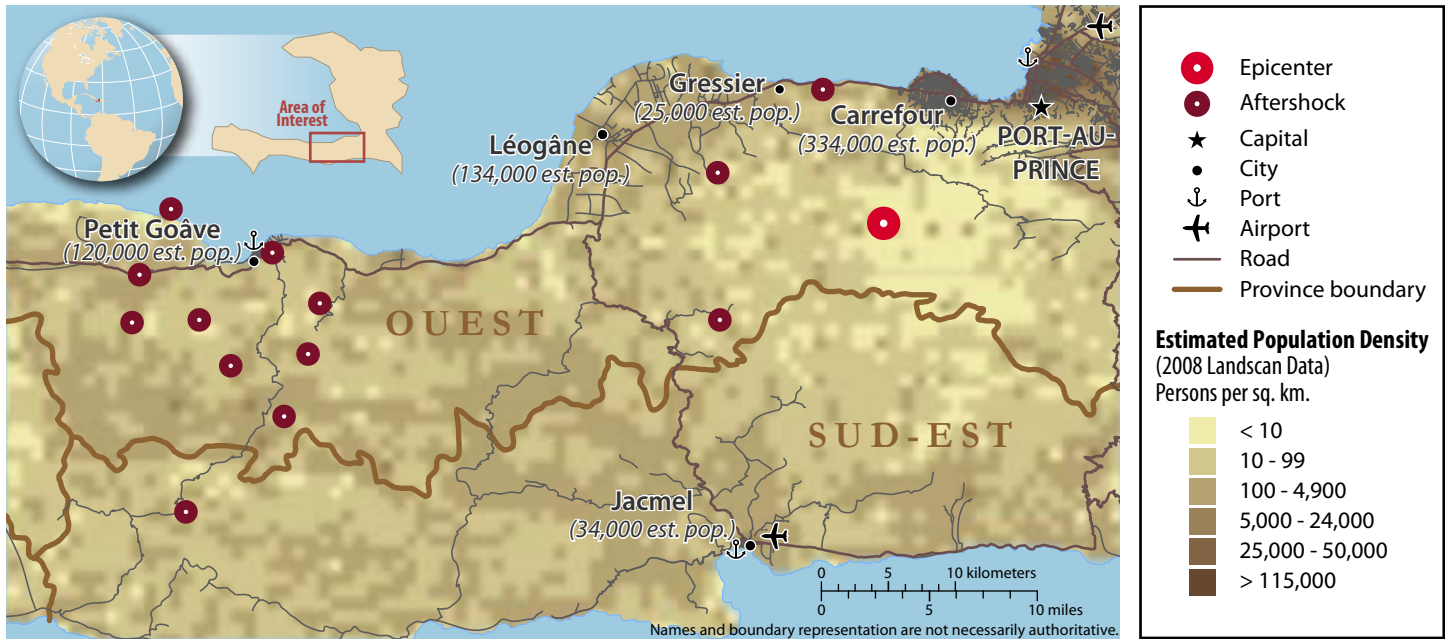 Area of
Interest
Gressier
(25,000 est. pop.)
Carrefour
(334,000 est. pop.)
PORT-AU-
PRINCE
Léogâne
(134,000 est. pop.)
Petit Goâve
(120,000 est. pop.)
OUEST
SUD-EST
Jacmel
(34,000 est. pop.)
0 5 10 kilometers
0 5 10 miles
Names and boundary representation are not necessarily authoritative.
Epicenter
Aftershock
Capital
City
Port
Airport
Road
Province boundary
Estimated Population Density
(2008 Landscan Data)
Persons per sq. km.
< 10
10 - 99
100 - 4,900
5,000 - 24,000
25,000 - 50,000
> 115,000